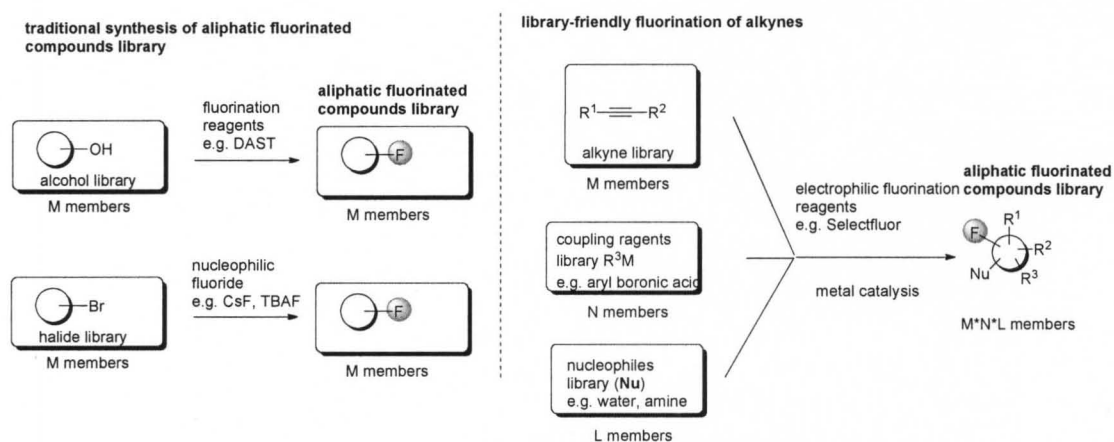 traditional synthesis of aliphatic fluorinated
compounds library
OH
alcohol library
M members
fluorination
reagents
e.g. DAST
aliphatic fluorinated
compounds library
F
M members
Br
halide library
M members
nucleophilic
fluoride
e.g. CsF, TBAF
F
M members
library-friendly fluorination of alkynes
R¹ R²
alkyne library
M members
coupling ragents
library R³M
e.g. aryl boronic acid
N members
nucleophiles
library (Nu)
e.g. water, amine
L members
electrophilic fluorination
reagents
e.g. Selectfluor
metal catalysis
aliphatic fluorinated
compounds library
F
R¹
R²
Nu
R³
M*N*L members